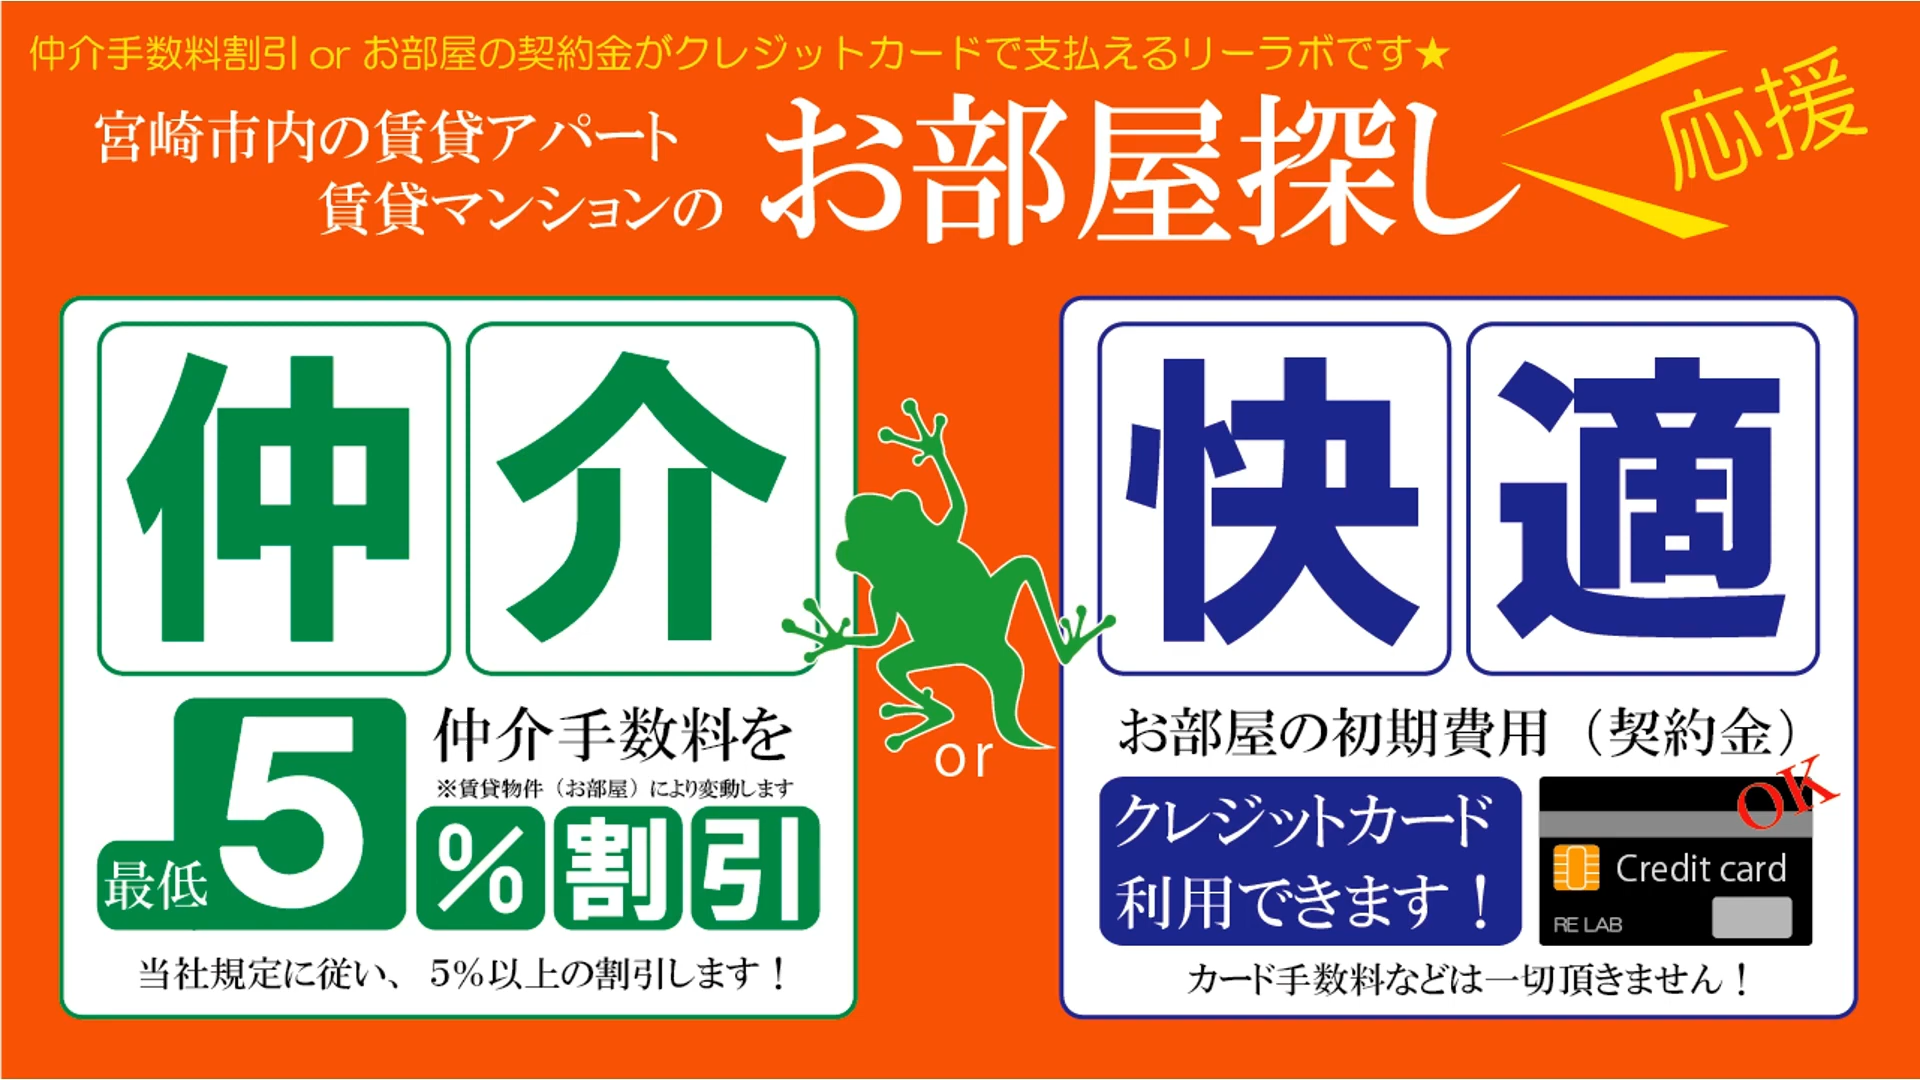 仲介手数料割引 or お部屋の契約金がクレジットカードで支払えるリーラボです★
宮崎市内の賃貸アパート
賃貸マンションの
お部屋探し
応援
仲介
仲介手数料を
※賃貸物件（お部屋）により変動します
最低5%割引
当社規定に従い、5%以上の割引します！
or
快適
お部屋の初期費用（契約金）
クレジットカード
利用できます！
OK
Credit card
RE LAB
カード手数料などは一切頂きません！